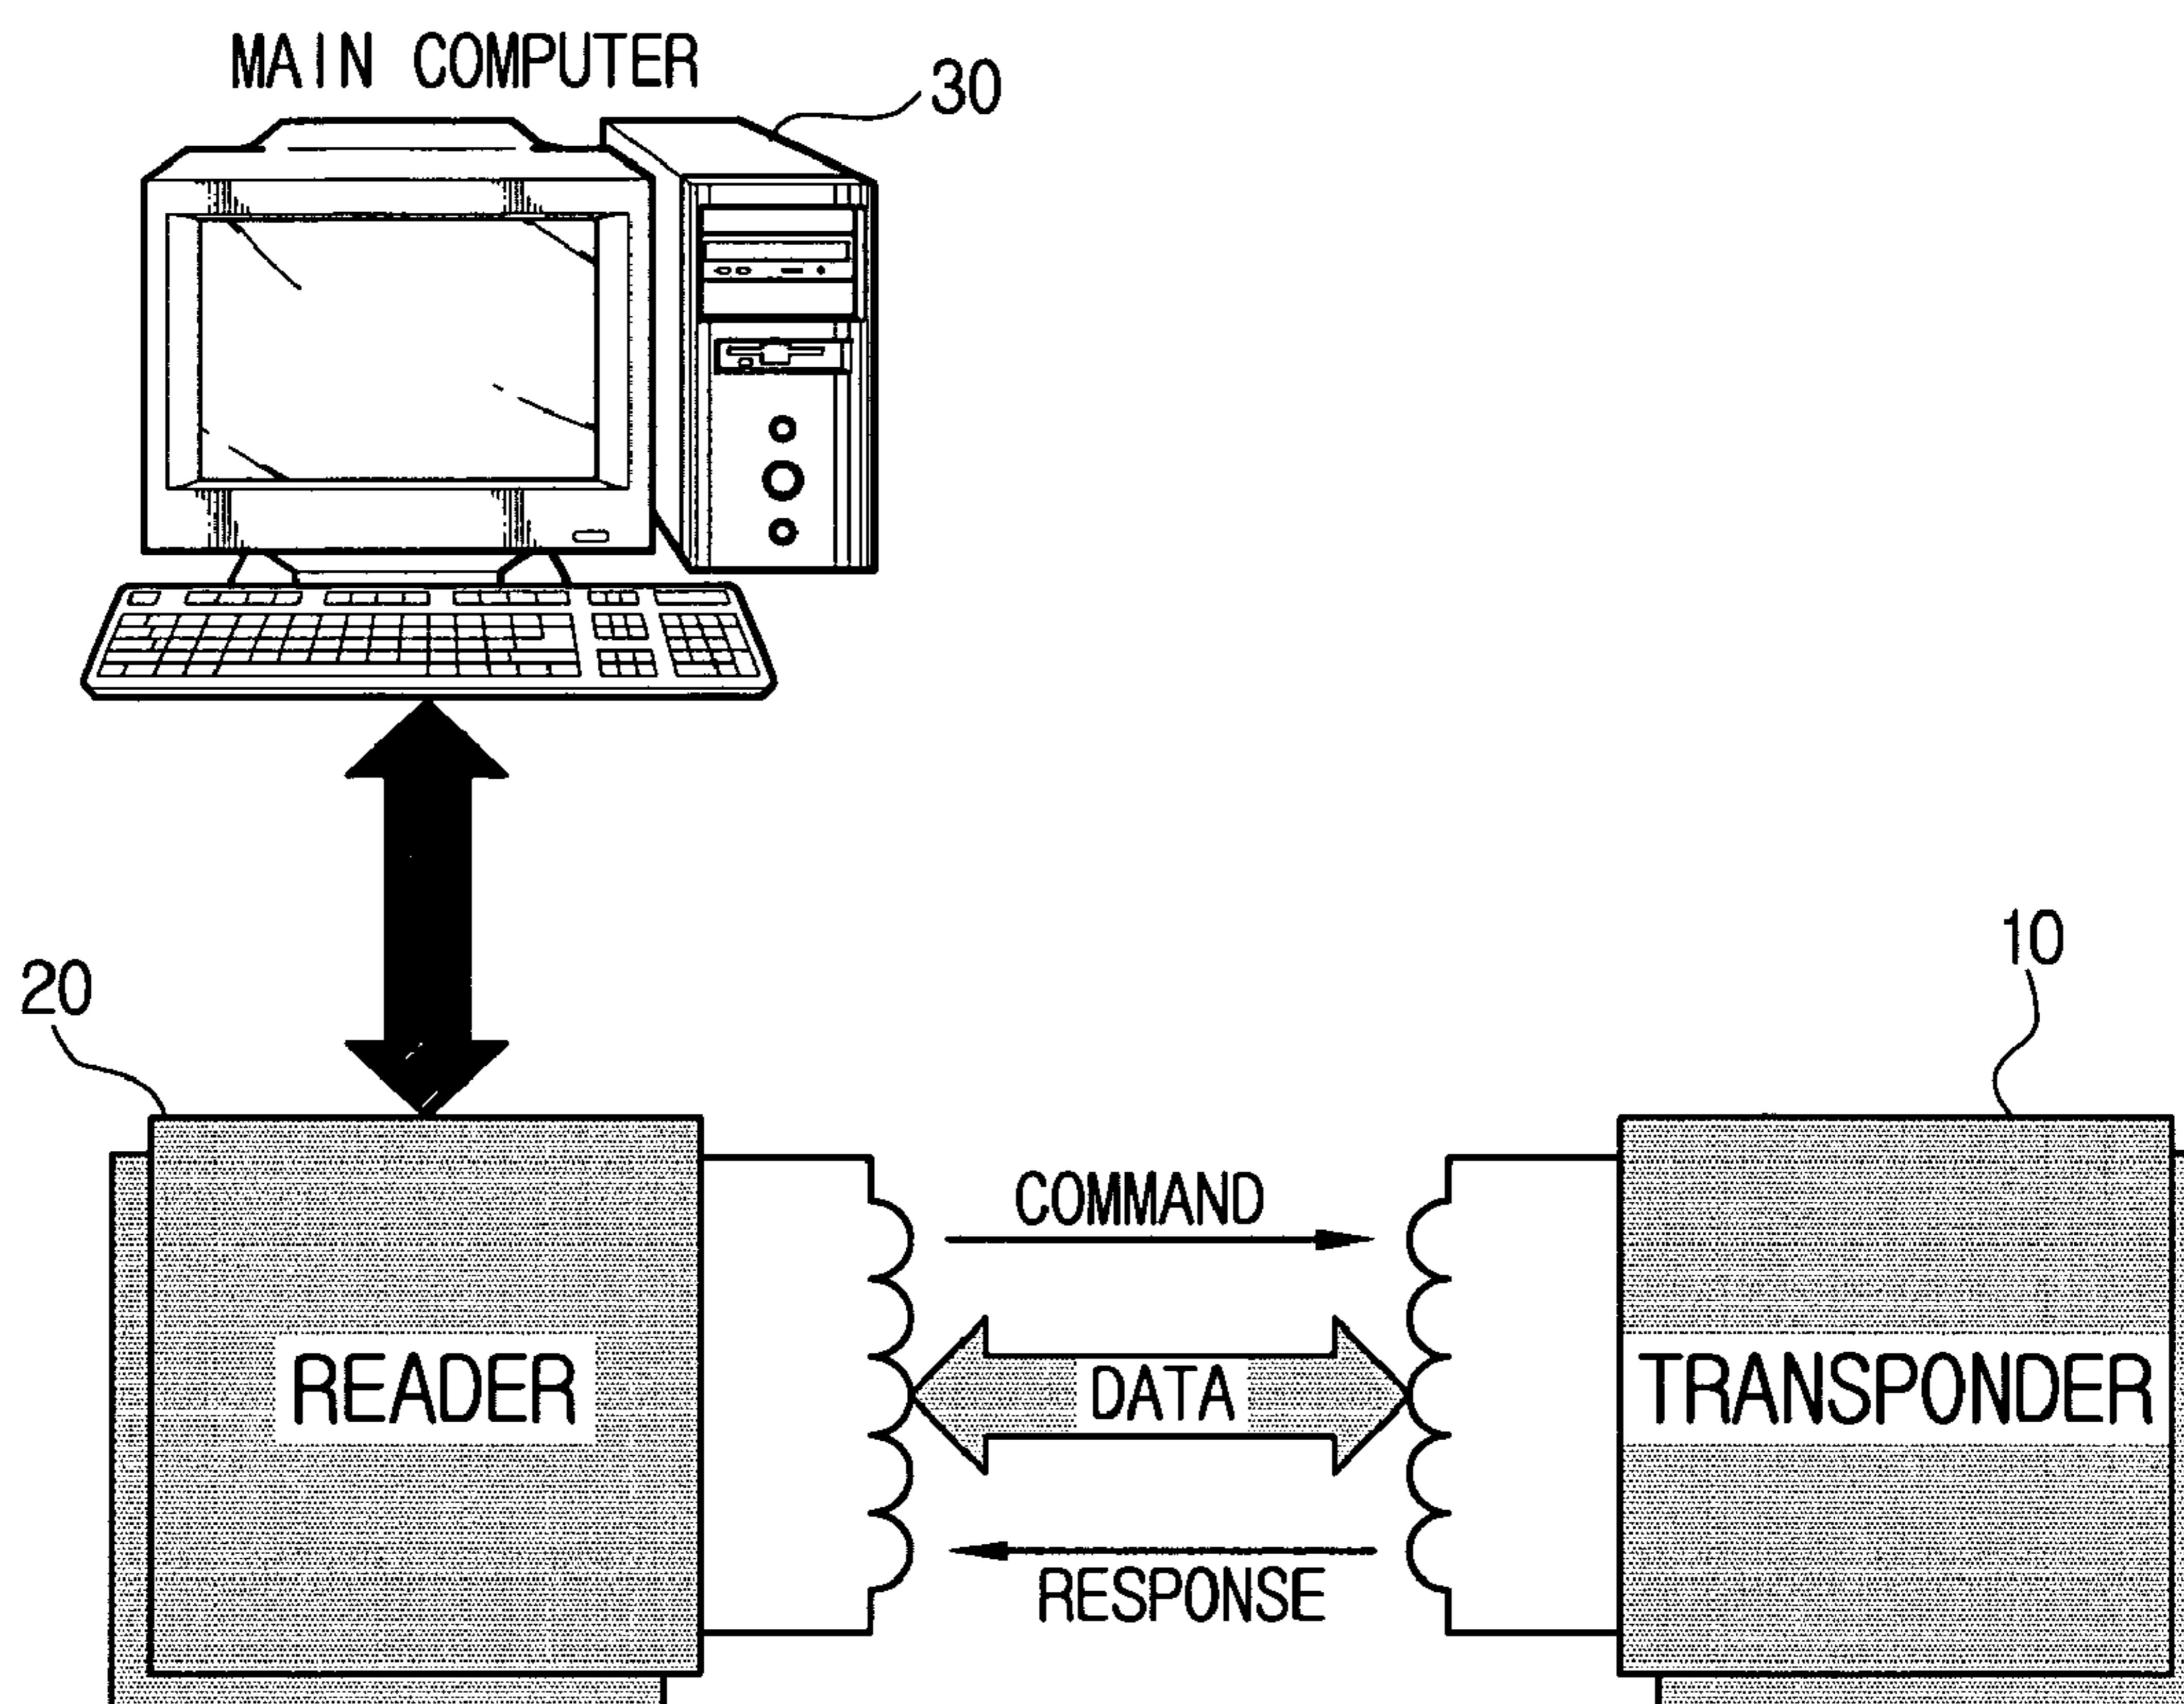 MAIN COMPUTER
30
20
10
COMMAND
READER
DATA
TRANSPONDER
RESPONSE